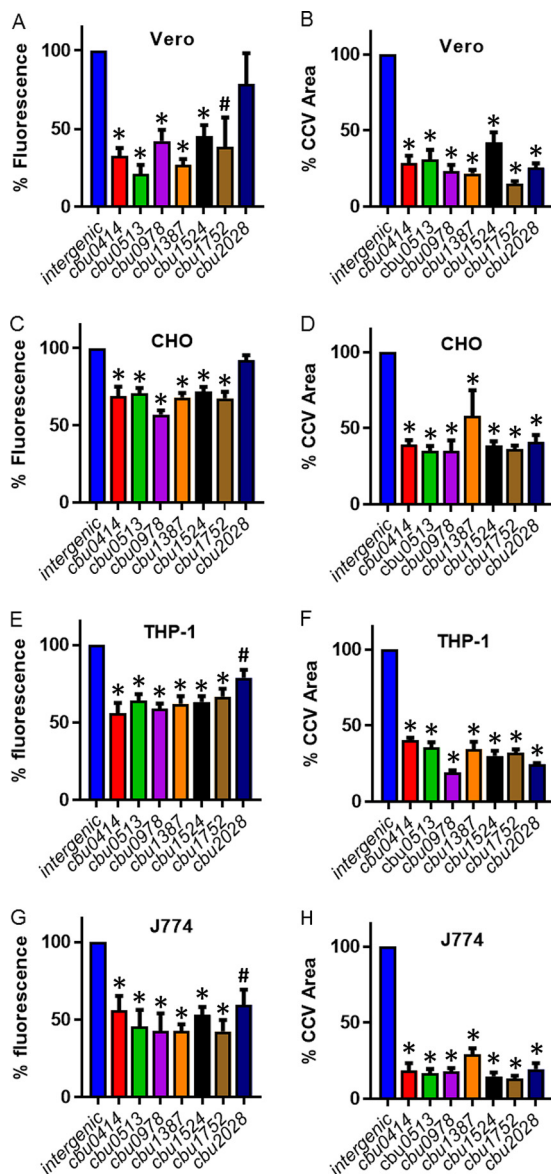 A
Vero
% Fluorescence
100
50
0
* * * * * #
intergenic
cbu0414
cbu0513
cbu0978
cbu1387
cbu1524
cbu1752
cbu2028
B
Vero
% CCV Area
100
50
0
* * * * * * *
intergenic
cbu0414
cbu0513
cbu0978
cbu1387
cbu1524
cbu1752
cbu2028
C
CHO
% Fluorescence
100
50
0
* * * * * *
intergenic
cbu0414
cbu0513
cbu0978
cbu1387
cbu1524
cbu1752
cbu2028
D
CHO
% CCV Area
100
50
0
* * * * * * *
intergenic
cbu0414
cbu0513
cbu0978
cbu1387
cbu1524
cbu1752
cbu2028
E
THP-1
% fluorescence
100
50
0
* * * * * * #
intergenic
cbu0414
cbu0513
cbu0978
cbu1387
cbu1524
cbu1752
cbu2028
F
THP-1
% CCV Area
100
50
0
* * * * * * *
intergenic
cbu0414
cbu0513
cbu0978
cbu1387
cbu1524
cbu1752
cbu2028
G
J774
% fluorescence
100
50
0
* * * * * * #
intergenic
cbu0414
cbu0513
cbu0978
cbu1387
cbu1524
cbu1752
cbu2028
H
J774
% CCV Area
100
50
0
* * * * * * *
intergenic
cbu0414
cbu0513
cbu0978
cbu1387
cbu1524
cbu1752
cbu2028